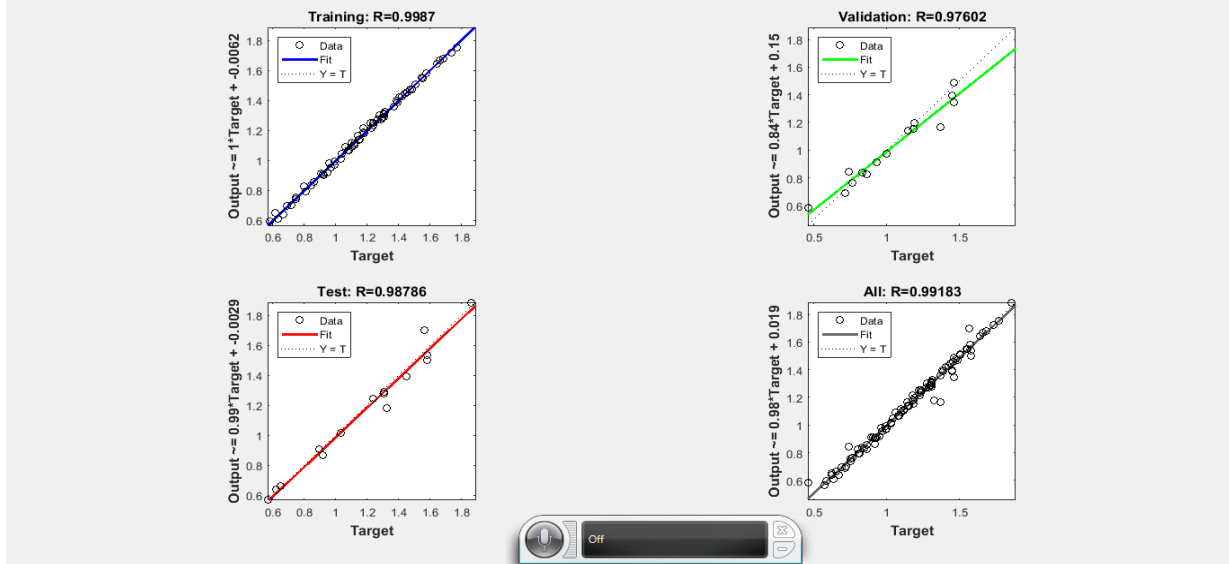 Training: R=0.9987
Output ~= 1*Target + -0.0062
1.8
1.6
1.4
1.2
1
0.8
0.6
Data
Fit
Y = T
0.6 0.8 1 1.2 1.4 1.6 1.8
Target
Validation: R=0.97602
Output ~= 0.84*Target + 0.15
1.8
1.6
1.4
1.2
1
0.8
0.6
Data
Fit
Y = T
0.5 1 1.5
Target
Test: R=0.98786
Output ~= 0.99*Target + -0.0029
1.8
1.6
1.4
1.2
1
0.8
0.6
Data
Fit
Y = T
0.6 0.8 1 1.2 1.4 1.6 1.8
Target
All: R=0.99183
Output ~= 0.98*Target + 0.019
1.8
1.6
1.4
1.2
1
0.8
0.6
Data
Fit
Y = T
0.5 1 1.5
Target
Off